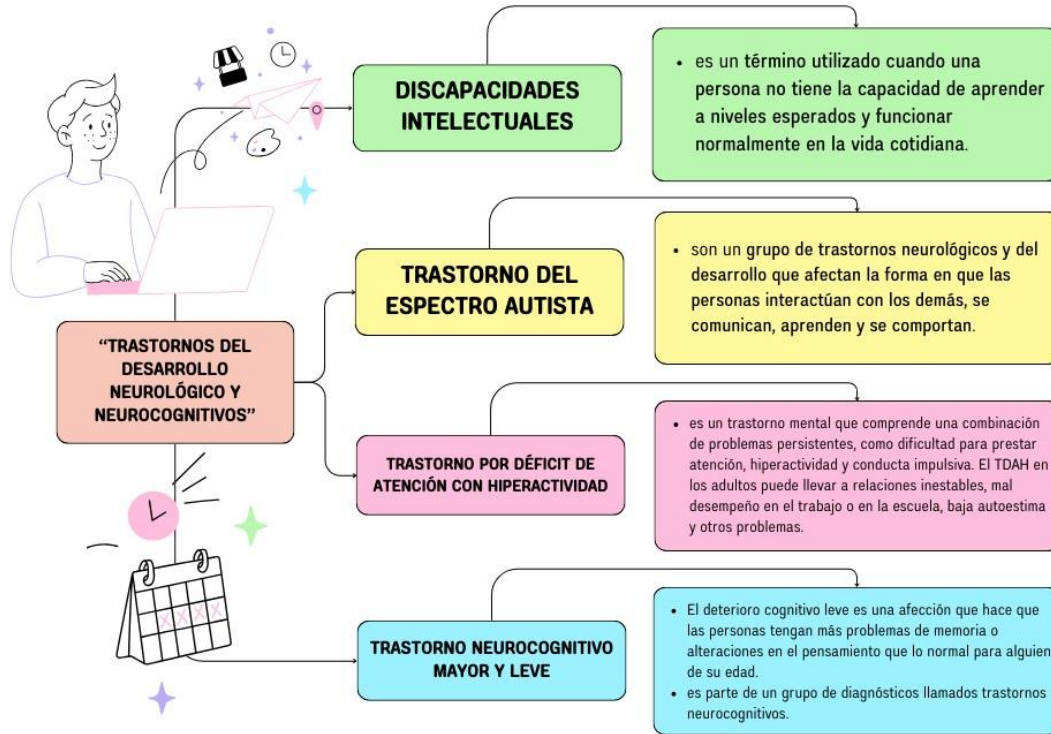 DISCAPACIDADES
INTELECTUALES
• es un término utilizado cuando una
persona no tiene la capacidad de aprender
a niveles esperados y funcionar
normalmente en la vida cotidiana.
TRASTORNO DEL
ESPECTRO AUTISTA
• son un grupo de trastornos neurológicos y del
desarrollo que afectan la forma en que las
personas interactúan con los demás, se
comunican, aprenden y se comportan.
“TRASTORNOS DEL
DESARROLLO
NEUROLÓGICO Y
NEUROCOGNITIVOS”
TRASTORNO POR DÉFICIT DE
ATENCIÓN CON HIPERACTIVIDAD
• es un trastorno mental que comprende una combinación
de problemas persistentes, como dificultad para prestar
atención, hiperactividad y conducta impulsiva. El TDAH en
los adultos puede llevar a relaciones inestables, mal
desempeño en el trabajo o en la escuela, baja autoestima
y otros problemas.
TRASTORNO NEUROCOGNITIVO
MAYOR Y LEVE
• El deterioro cognitivo leve es una afección que hace que
las personas tengan más problemas de memoria o
alteraciones en el pensamiento que lo normal para alguien
de su edad.
• es parte de un grupo de diagnósticos llamados trastornos
neurocognitivos.